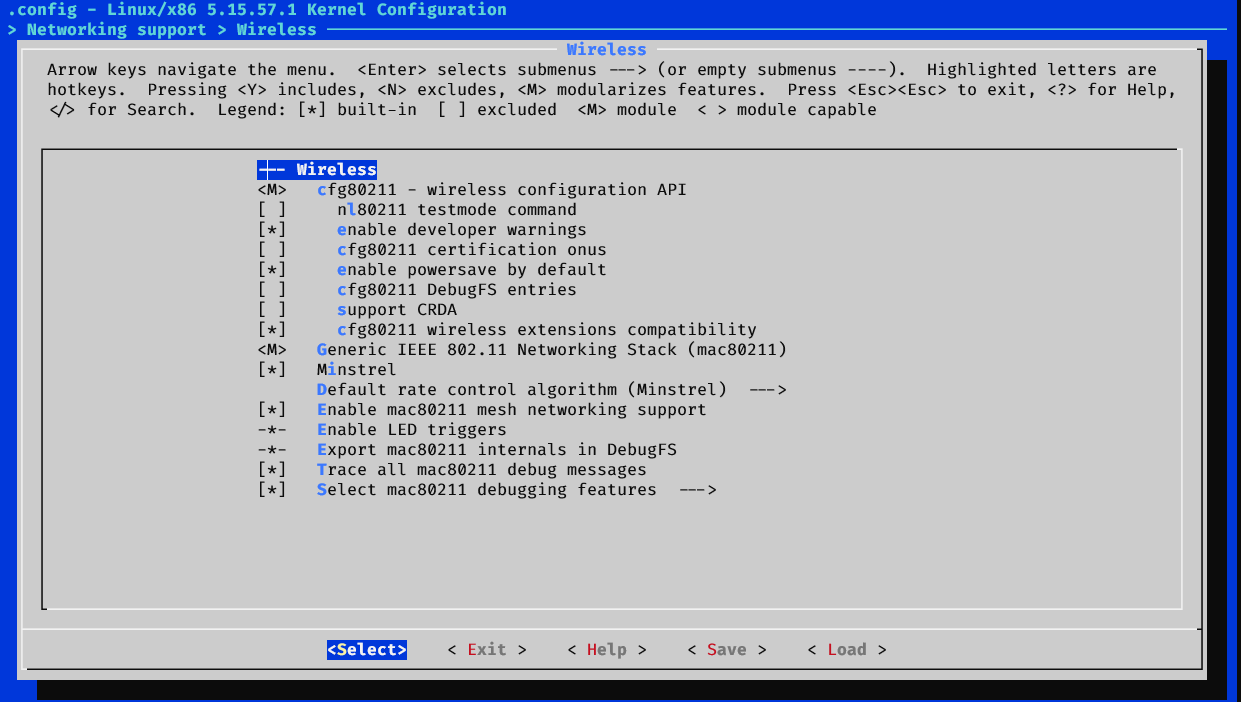 .config - Linux/x86 5.15.57.1 Kernel Configuration
> Networking support > Wireless
Wireless
Arrow keys navigate the menu.  <Enter> selects submenus ---> (or empty submenus ----).  Highlighted letters are
hotkeys.  Pressing <Y> includes, <N> excludes, <M> modularizes features.  Press <Esc><Esc> to exit, <?> for Help,
</> for Search.  Legend: [*] built-in  [ ] excluded  <M> module  < > module capable
--- Wireless
<M>   cfg80211 - wireless configuration API
[ ]     nl80211 testmode command
[*]     enable developer warnings
[ ]     cfg80211 certification onus
[*]     enable powersave by default
[ ]     cfg80211 DebugFS entries
[ ]     support CRDA
[*]     cfg80211 wireless extensions compatibility
<M>   Generic IEEE 802.11 Networking Stack (mac80211)
[*]   Minstrel
Default rate control algorithm (Minstrel)  --->
[*]   Enable mac80211 mesh networking support
-*-   Enable LED triggers
-*-   Export mac80211 internals in DebugFS
[*]   Trace all mac80211 debug messages
[*]   Select mac80211 debugging features  --->
<Select>    < Exit >    < Help >    < Save >    < Load >